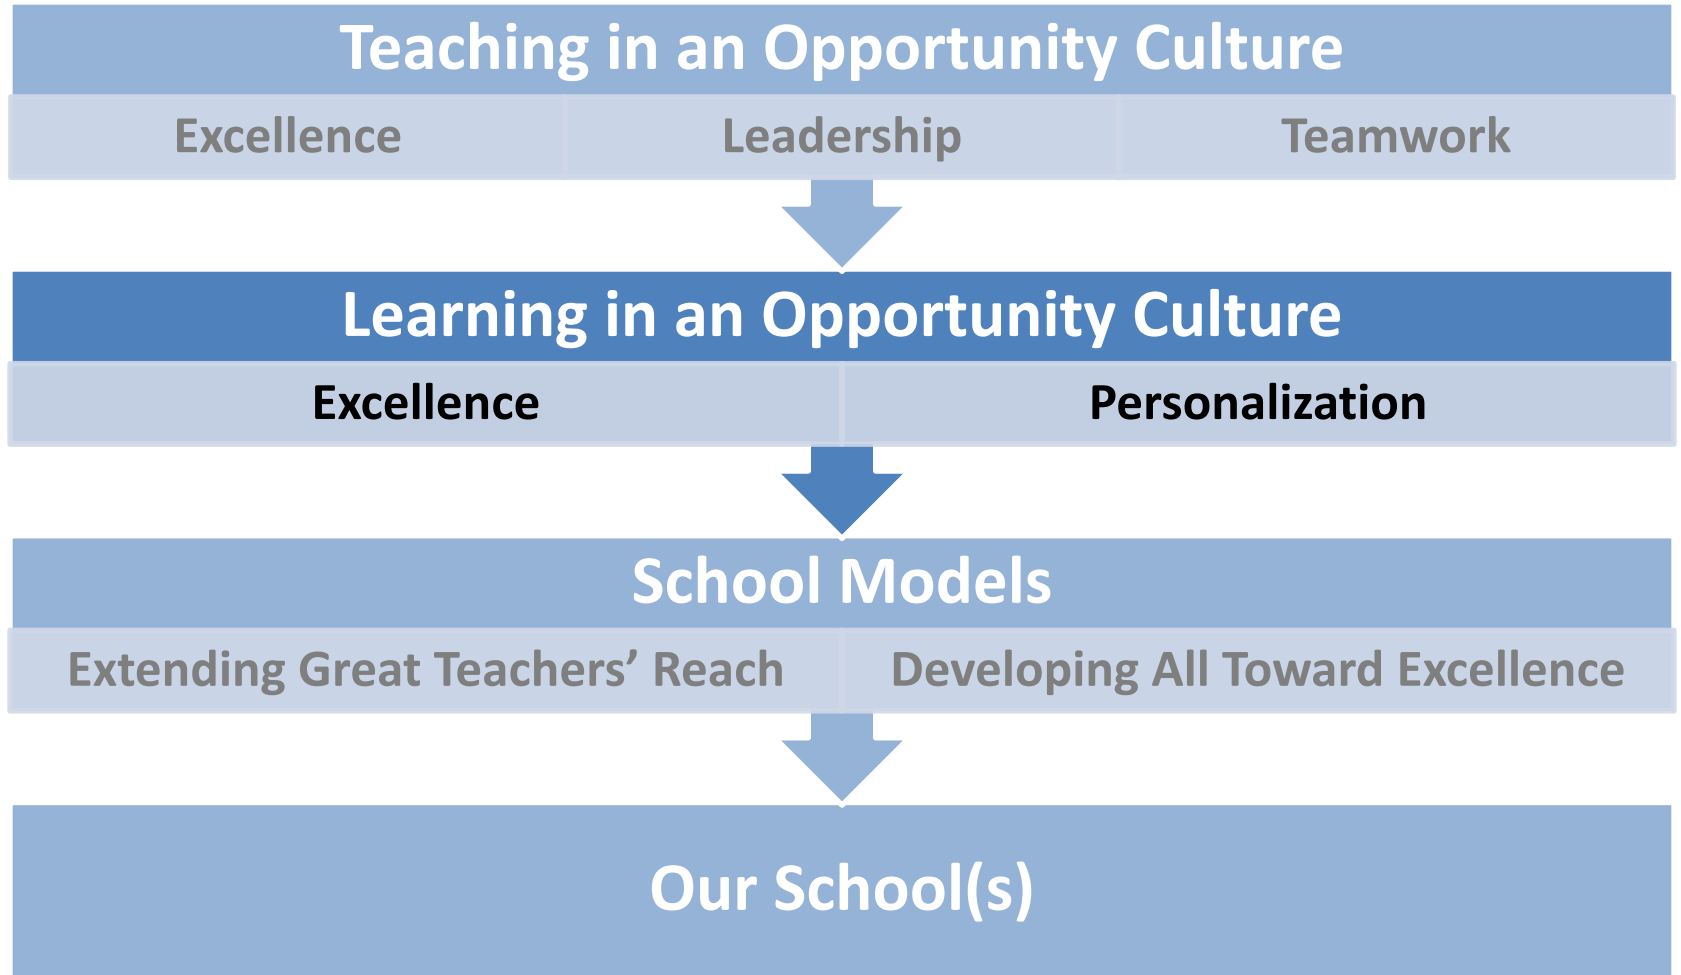 Teaching in an Opportunity Culture
Excellence
Leadership
Teamwork
Learning in an Opportunity Culture
Excellence
Personalization
School Models
Extending Great Teachers’ Reach
Developing All Toward Excellence
Our School(s)